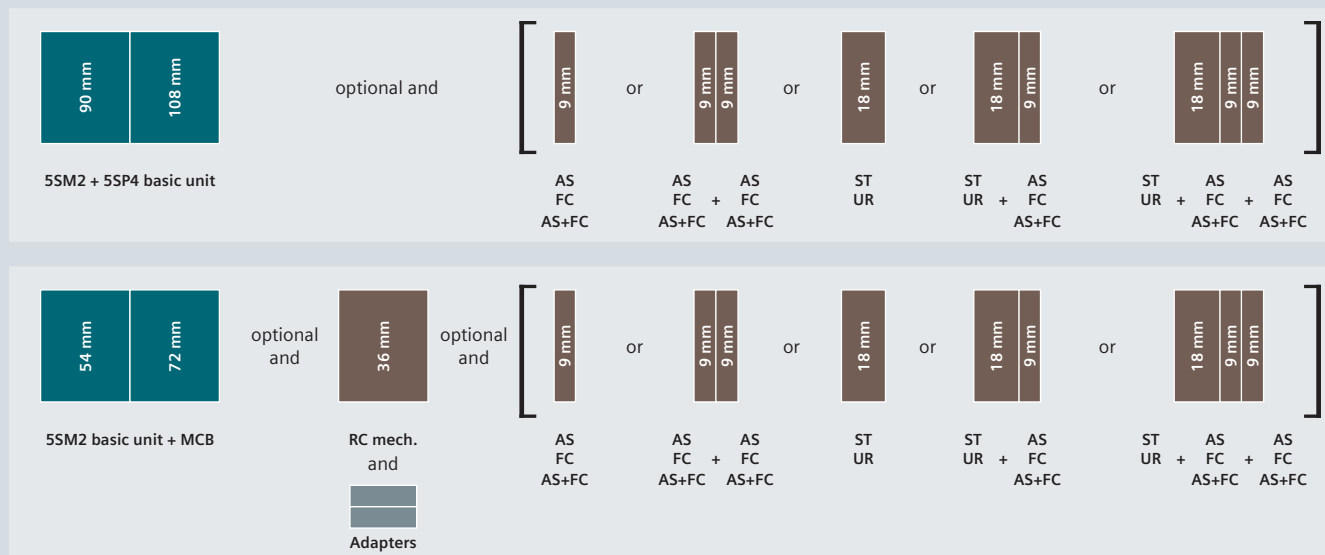 90 mm
108 mm
optional and
9 mm
or
9 mm
9 mm
or
18 mm
or
18 mm
9 mm
or
18 mm
9 mm
9 mm
5SM2 + 5SP4 basic unit
AS
FC
AS+FC
AS AS
FC + FC
AS+FC AS+FC
ST
UR
ST AS
UR + FC
AS+FC
ST AS AS
UR + FC + FC
AS+FC AS+FC
54 mm
72 mm
optional
and
36 mm
optional
and
9 mm
or
9 mm
9 mm
or
18 mm
or
18 mm
9 mm
or
18 mm
9 mm
9 mm
5SM2 basic unit + MCB
RC mech.
and
Adapters
AS
FC
AS+FC
AS AS
FC + FC
AS+FC AS+FC
ST
UR
ST AS
UR + FC
AS+FC
ST AS AS
UR + FC + FC
AS+FC AS+FC